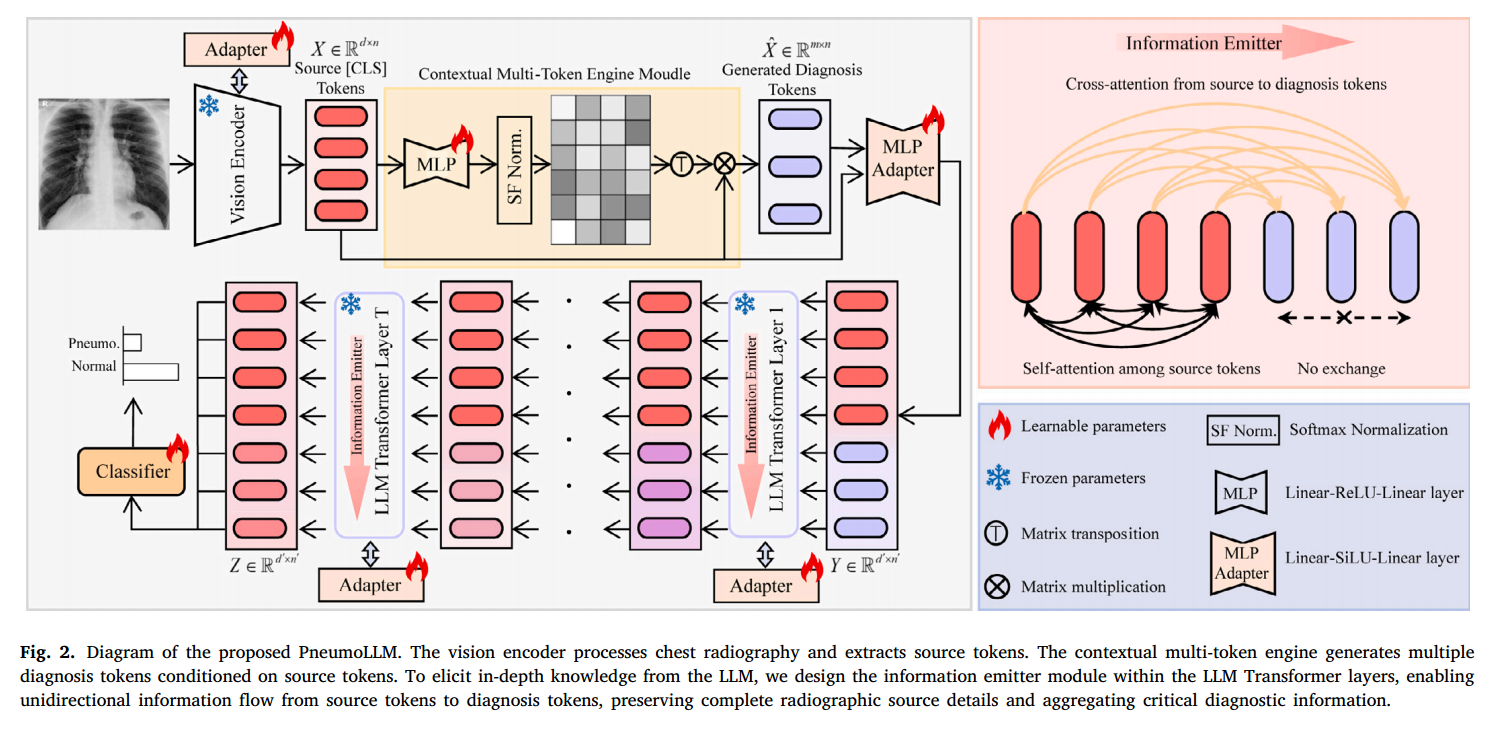 Adapter
X ∈ ℝ^{d×n}
Source [CLS]
Tokens
Vision Encoder
Contextual Multi-Token Engine Moudle
MLP
SF Norm.
T
X̂ ∈ ℝ^{m×n}
Generated Diagnosis
Tokens
MLP
Adapter
Pneumo.
Normal
Classifier
Z ∈ ℝ^{d′×n′}
Information Emitter
LLM Transformer Layer T
Adapter
Information Emitter
LLM Transformer Layer 1
Adapter
Y ∈ ℝ^{d′×n′}
Information Emitter
Cross-attention from source to diagnosis tokens
Self-attention among source tokens
No exchange
Learnable parameters
Frozen parameters
T
Matrix transposition
Matrix multiplication
SF Norm.
Softmax Normalization
MLP
Linear-ReLU-Linear layer
MLP
Adapter
Linear-SiLU-Linear layer
Fig. 2. Diagram of the proposed PneumoLLM. The vision encoder processes chest radiography and extracts source tokens. The contextual multi-token engine generates multiple
diagnosis tokens conditioned on source tokens. To elicit in-depth knowledge from the LLM, we design the information emitter module within the LLM Transformer layers, enabling
unidirectional information flow from source tokens to diagnosis tokens, preserving complete radiographic source details and aggregating critical diagnostic information.